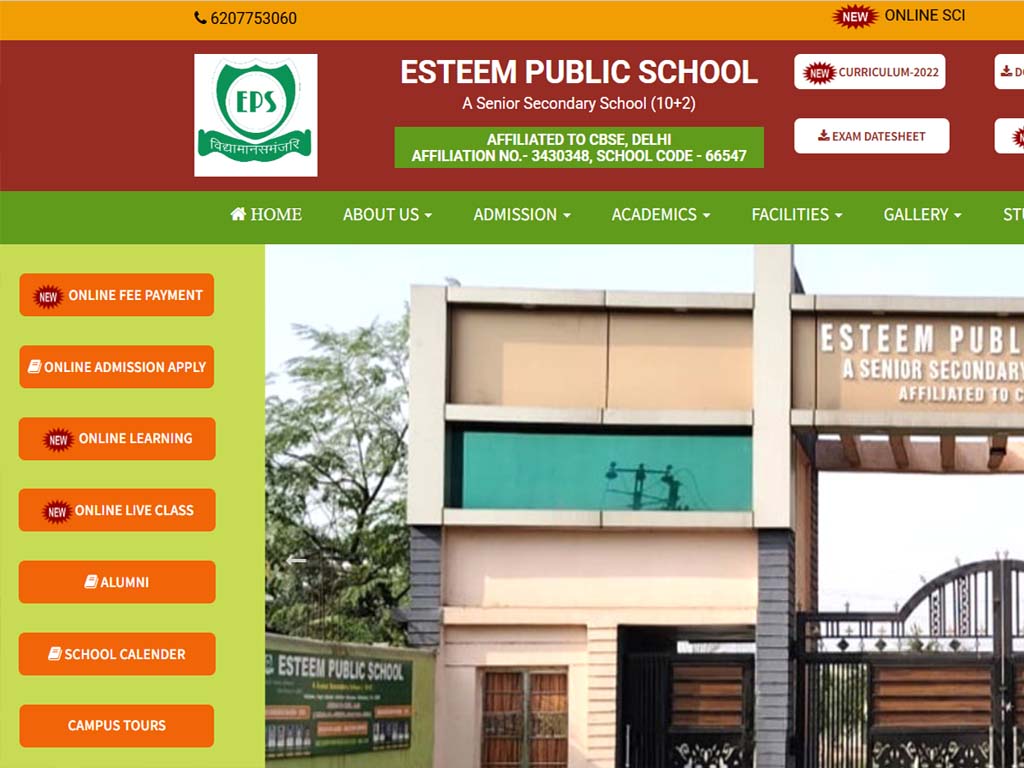 6207753060
NEW ONLINE SCI
EPS
विद्यामानसमंजरि
ESTEEM PUBLIC SCHOOL
A Senior Secondary School (10+2)
AFFILIATED TO CBSE, DELHI
AFFILIATION NO.- 3430348, SCHOOL CODE - 66547
NEW CURRICULUM-2022
EXAM DATESHEET
HOME
ABOUT US
ADMISSION
ACADEMICS
FACILITIES
GALLERY
STU
NEW ONLINE FEE PAYMENT
ONLINE ADMISSION APPLY
NEW ONLINE LEARNING
NEW ONLINE LIVE CLASS
ALUMNI
SCHOOL CALENDER
CAMPUS TOURS
ESTEEM PUBL
A SENIOR SECONDARY
AFFILIATED TO C
ESTEEM PUBLIC SCHOOL